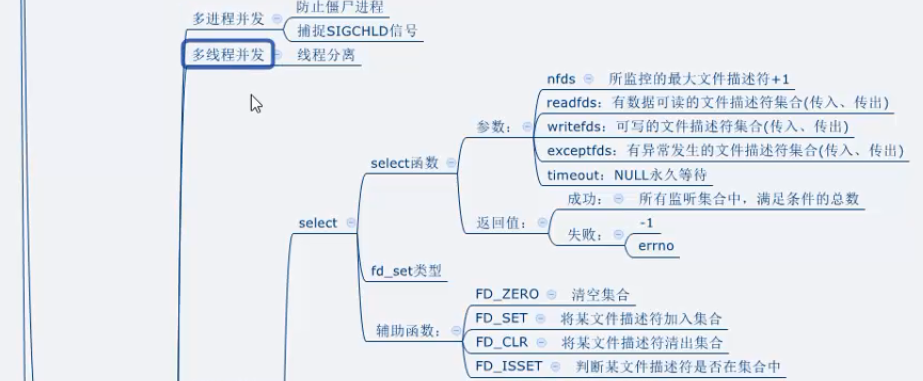 多进程并发
防止僵尸进程
捕捉SIGCHLD信号
多线程并发
线程分离
select
select函数
参数：
nfds 所监控的最大文件描述符+1
readfds：有数据可读的文件描述符集合(传入、传出)
writefds：可写的文件描述符集合(传入、传出)
exceptfds：有异常发生的文件描述符集合(传入、传出)
timeout：NULL永久等待
返回值：
成功： 所有监听集合中，满足条件的总数
失败：
-1
errno
fd_set类型
辅助函数：
FD_ZERO 清空集合
FD_SET 将某文件描述符加入集合
FD_CLR 将某文件描述符清出集合
FD_ISSET 判断某文件描述符是否在集合中